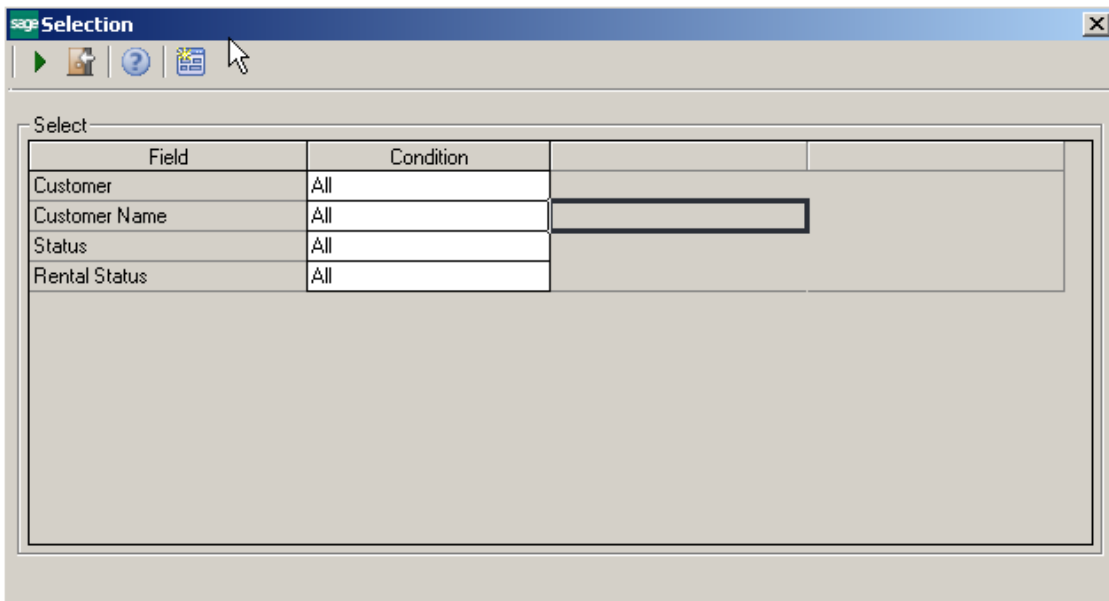 sage Selection
?
Select
Field Condition
Customer All
Customer Name All
Status All
Rental Status All